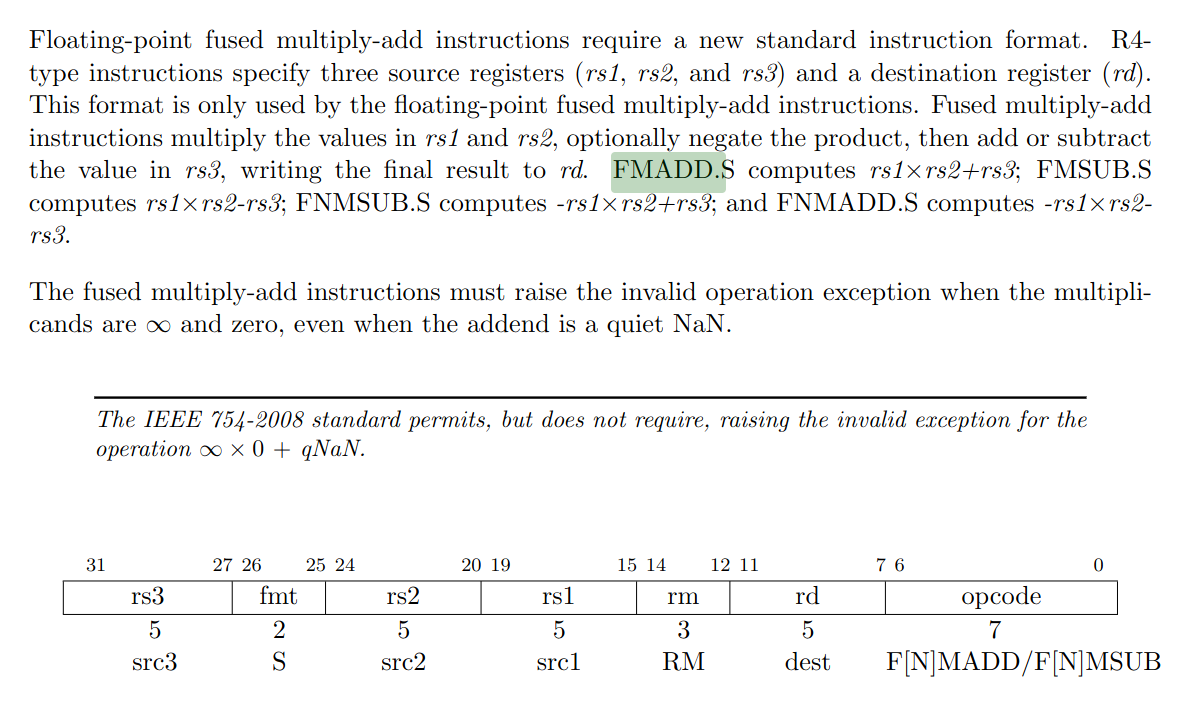 Floating-point fused multiply-add instructions require a new standard instruction format. R4-
type instructions specify three source registers (rs1, rs2, and rs3) and a destination register (rd).
This format is only used by the floating-point fused multiply-add instructions. Fused multiply-add
instructions multiply the values in rs1 and rs2, optionally negate the product, then add or subtract
the value in rs3, writing the final result to rd. FMADD.S computes rs1×rs2+rs3; FMSUB.S
computes rs1×rs2-rs3; FNMSUB.S computes -rs1×rs2+rs3; and FNMADD.S computes -rs1×rs2-
rs3.
The fused multiply-add instructions must raise the invalid operation exception when the multipli-
cands are ∞ and zero, even when the addend is a quiet NaN.
The IEEE 754-2008 standard permits, but does not require, raising the invalid exception for the
operation ∞ × 0 + qNaN.
31 27 26 25 24 20 19 15 14 12 11 7 6 0
rs3 fmt rs2 rs1 rm rd opcode
5 2 5 5 3 5 7
src3 S src2 src1 RM dest F[N]MADD/F[N]MSUB